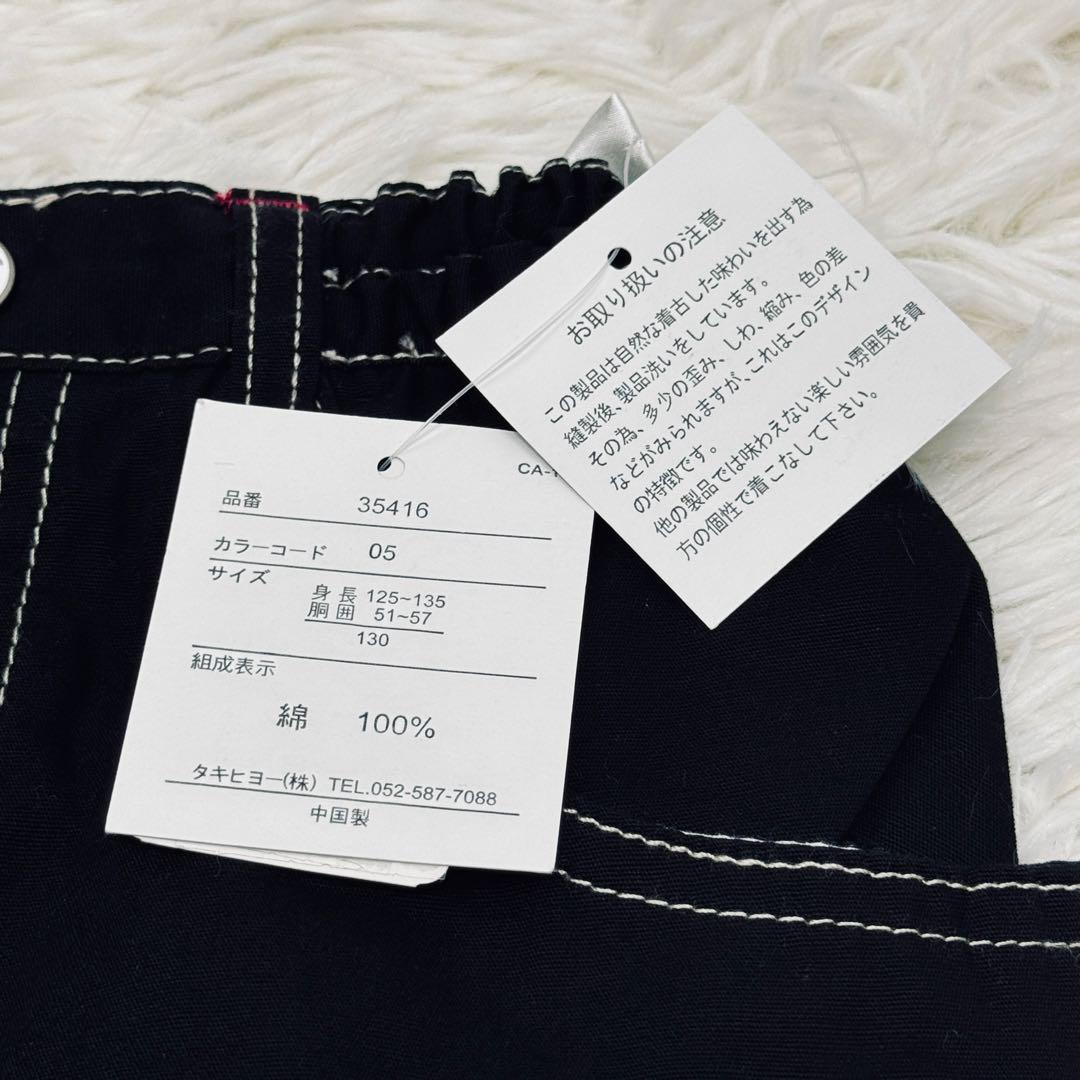 CA-
品番 35416
カラーコード 05
サイズ
身長 125~135
胴囲 51~57
130
組成表示
綿 100%
タキヒヨー(株) TEL.052-587-7088
中国製
お取り扱いの注意
この製品は自然な着古した味わいを出す為
縫製後、製品洗いをしています。
その為、多少の歪み、しわ、縮み、色の差
などがみられますが、これはこのデザイン
の特徴です。
他の製品では味わえない楽しい雰囲気を貴
方の個性で着こなして下さい。